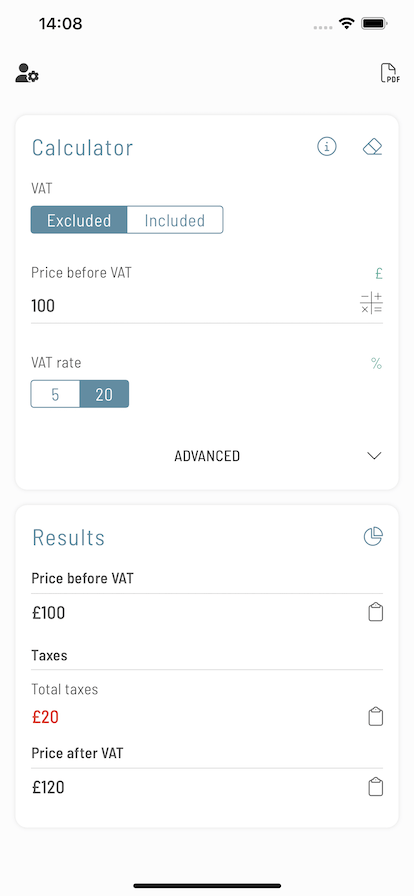 14:08
PDF
Calculator
VAT
Excluded Included
Price before VAT £
100
VAT rate %
5 20
ADVANCED
Results
Price before VAT
£100
Taxes
Total taxes
£20
Price after VAT
£120